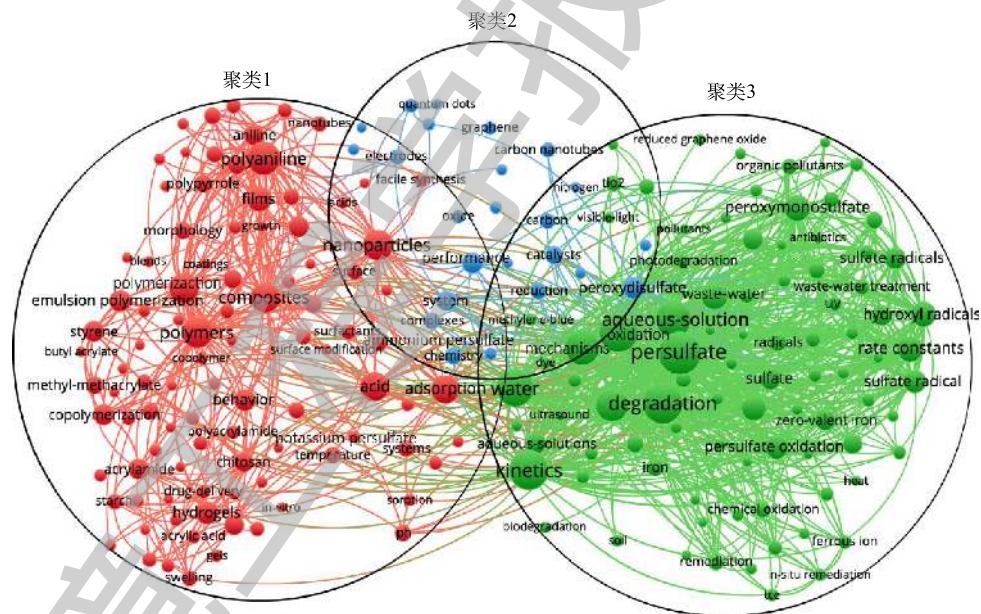 聚类2
聚类1
聚类3
quantum dots
nanotubes
graphene
aniline
reduced graphene oxide
carbon nanotubes
polyaniline
electrodes
organic pollutants
facile synthesis
polypyrrole
nitrogen
tio2
films
acids
peroxymonosulfate
oxide
visible-light
carbon
growth
morphology
pollutants
antibiotics
nanoparticles
performance
catalysts
sulfate radicals
blends
coatings
photodegradation
surface
polymerization
reduction
peroxydisulfate
waste-water
waste-water treatment
emulsion polymerization
composites
system
uv
hydroxyl radicals
complexes
methylene-blue
aqueous-solution
styrene
polymers
surfactants
ammonium persulfate
oxidation
radicals
rate constants
butyl acrylate
copolymer
surface modification
chemistry
mechanisms
persulfate
dye
methyl-methacrylate
acid
adsorption
water
sulfate
sulfate radical
behavior
degradation
copolymerization
ultrasound
zero-valent iron
polyacrylamide
potassium persulfate
aqueous-solutions
persulfate oxidation
temperature
systems
chitosan
acrylamide
kinetics
iron
heat
drug-delivery
starch
sorption
in-vitro
hydrogels
chemical oxidation
biodegradation
acrylic acid
ph
soil
ferrous ion
gels
remediation
swelling
n-situ remediation
tce